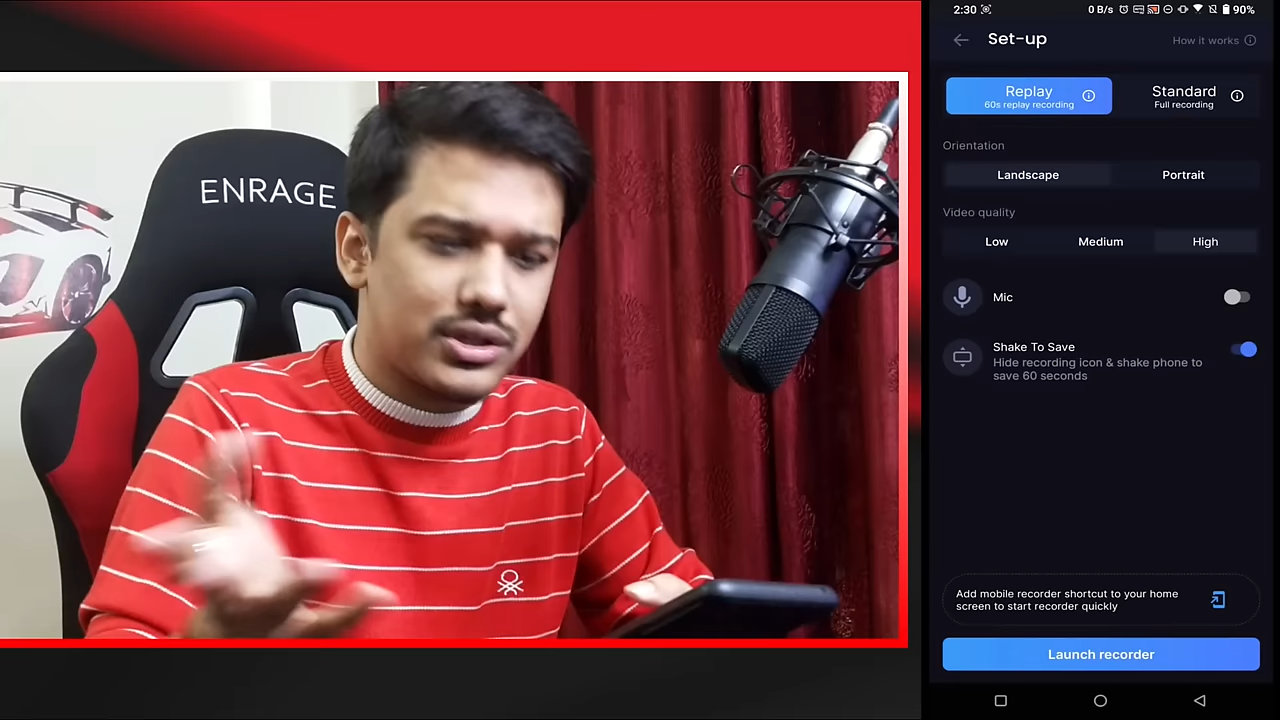 ENRAGE
2:30
0 B/s
90%
Set-up
How it works
Replay
60s replay recording
Standard
Full recording
Orientation
Landscape
Portrait
Video quality
Low
Medium
High
Mic
Shake To Save
Hide recording icon & shake phone to
save 60 seconds
Add mobile recorder shortcut to your home
screen to start recorder quickly
Launch recorder